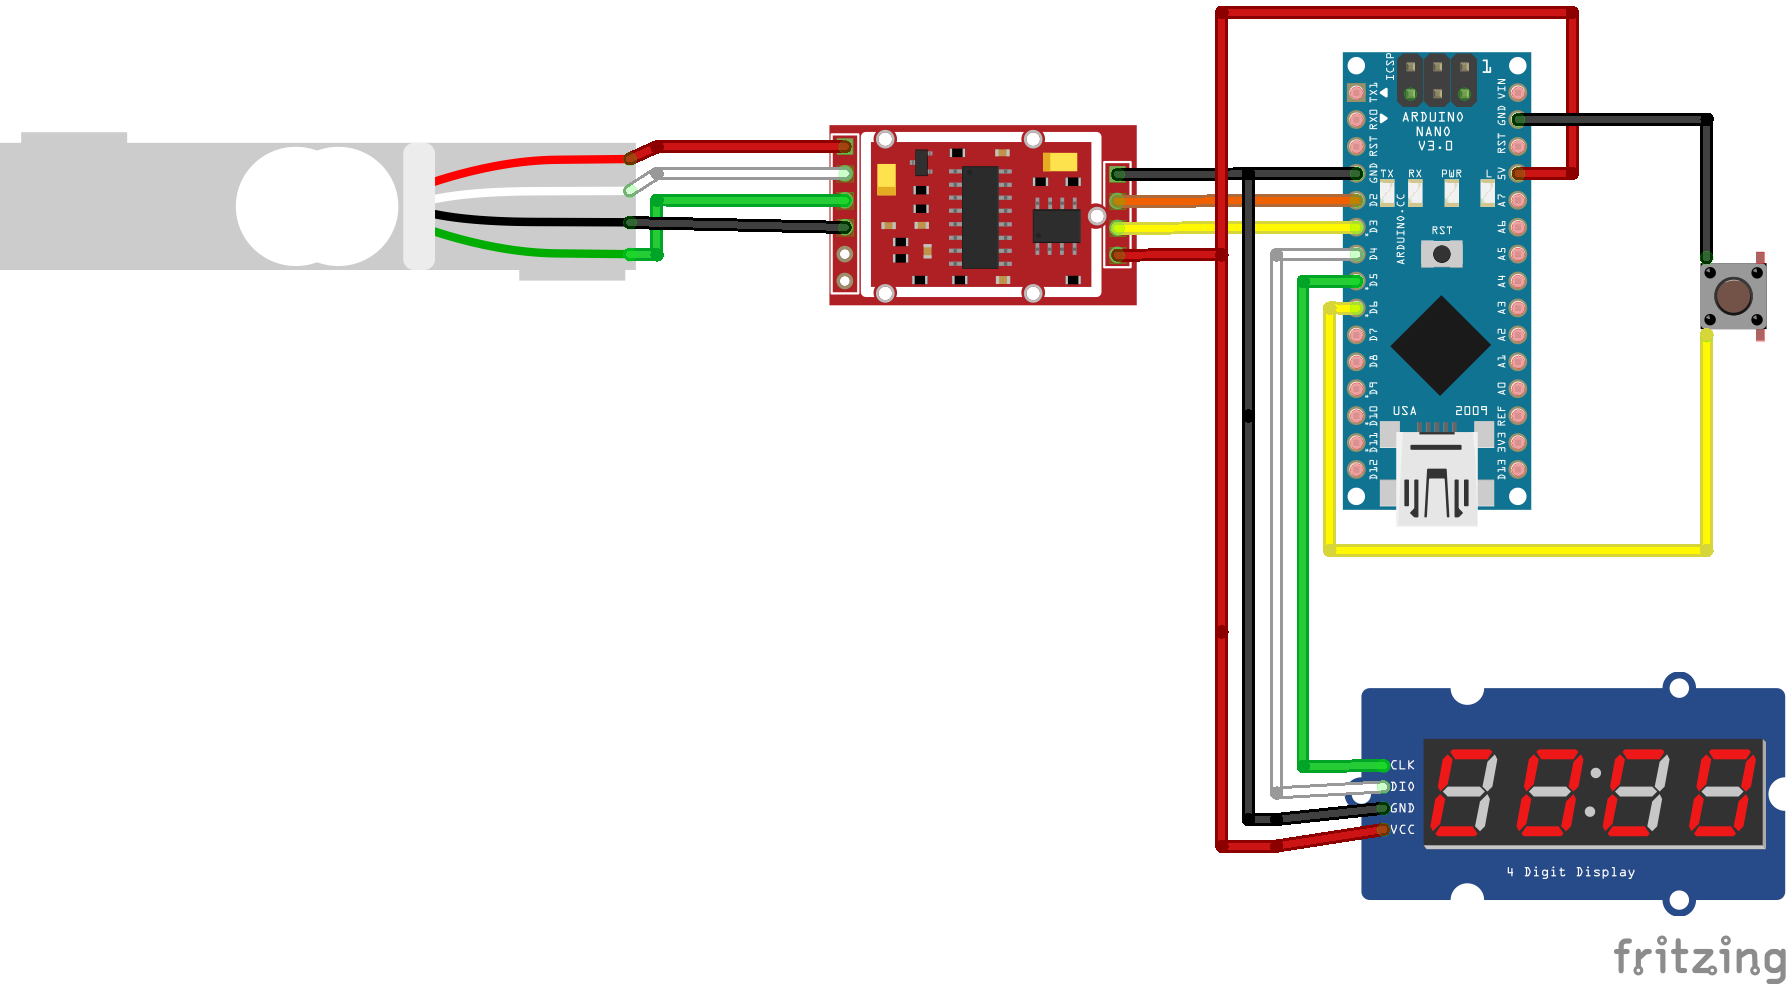 ICSP
1
TX1
RX0
RST
GND
D2
D3
D4
D5
D6
D7
D8
D9
D10
D11
D12
ARDUINO
NANO
V3.0
TX RX PWR L
ARDUINO.CC
RST
USA 2009
VIN
GND
RST
5V
A7
A6
A5
A4
A3
A2
A1
A0
REF
3V3
D13
CLK
DIO
GND
VCC
4 Digit Display
fritzing